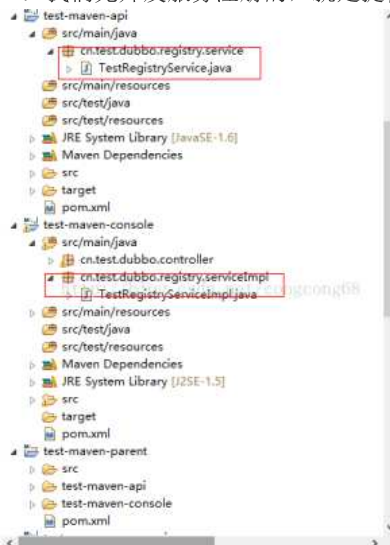 test-maven-api
src/main/java
cn.test.dubbo.registry.service
TestRegistryService.java
src/main/resources
src/test/java
src/test/resources
JRE System Library [JavaSE-1.6]
Maven Dependencies
src
target
pom.xml
test-maven-console
src/main/java
cn.test.dubbo.controller
cn.test.dubbo.registry.serviceImpl
TestRegistryServiceImpl.java
src/main/resources
src/test/java
src/test/resources
Maven Dependencies
JRE System Library [J2SE-1.5]
src
target
pom.xml
test-maven-parent
src
test-maven-api
test-maven-console
pom.xml